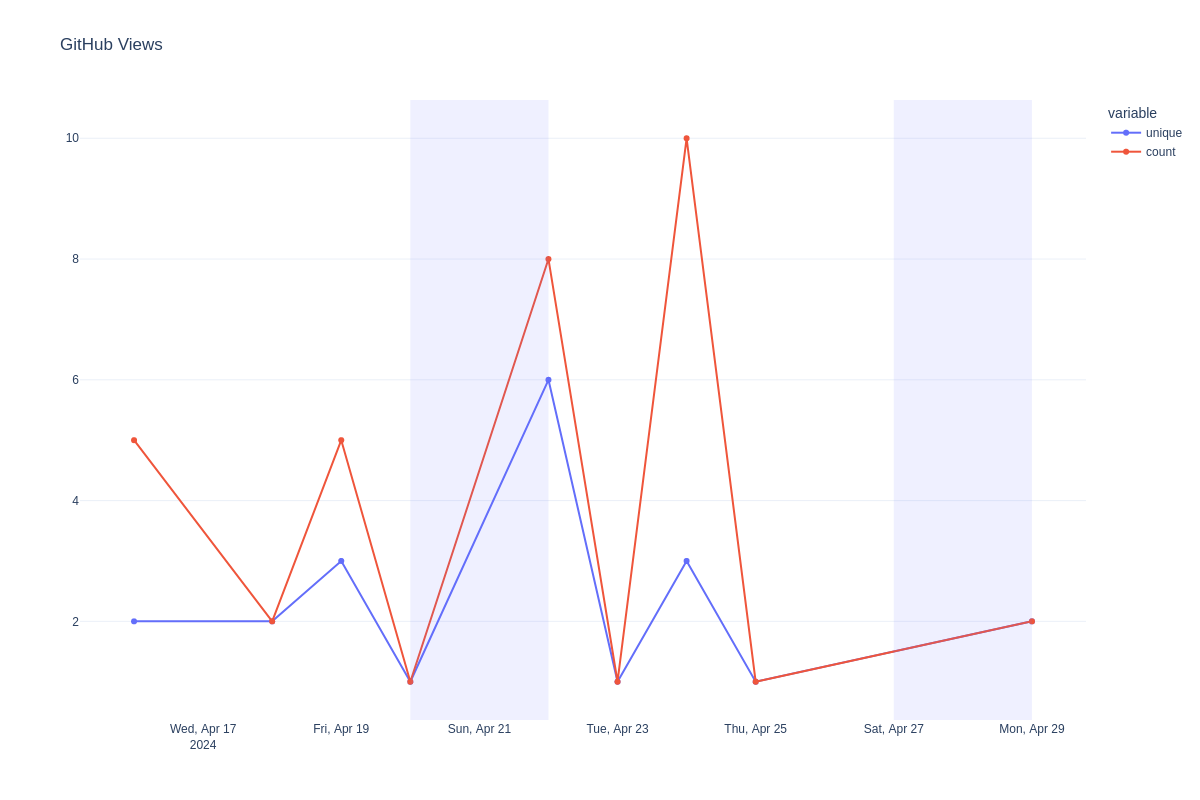 GitHub Views
variable
unique
count
10
8
6
4
2
Wed, Apr 17
2024
Fri, Apr 19
Sun, Apr 21
Tue, Apr 23
Thu, Apr 25
Sat, Apr 27
Mon, Apr 29